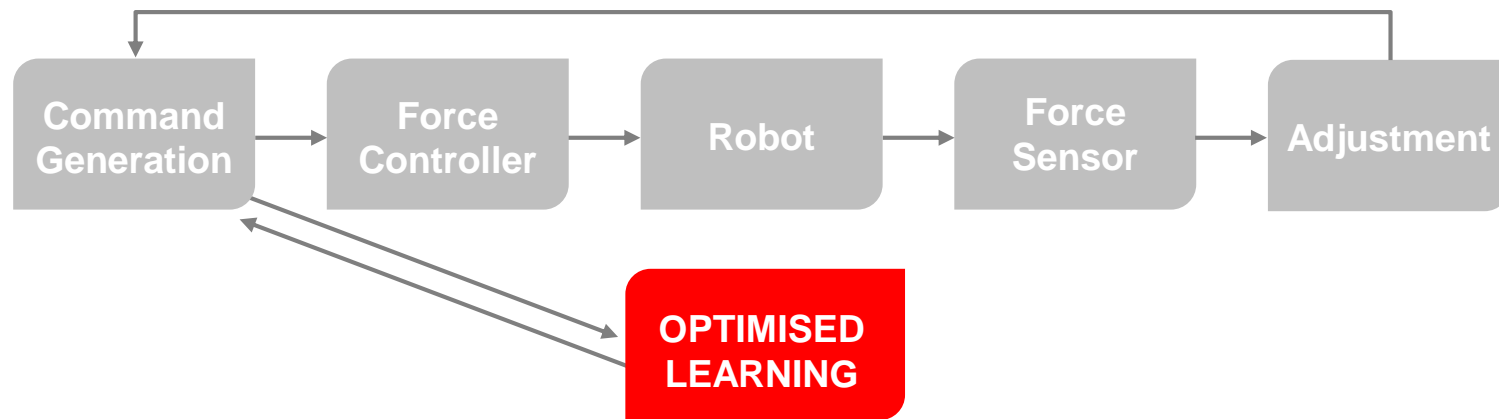 Command
Generation
Force
Controller
Robot
Force
Sensor
Adjustment
OPTIMISED
LEARNING